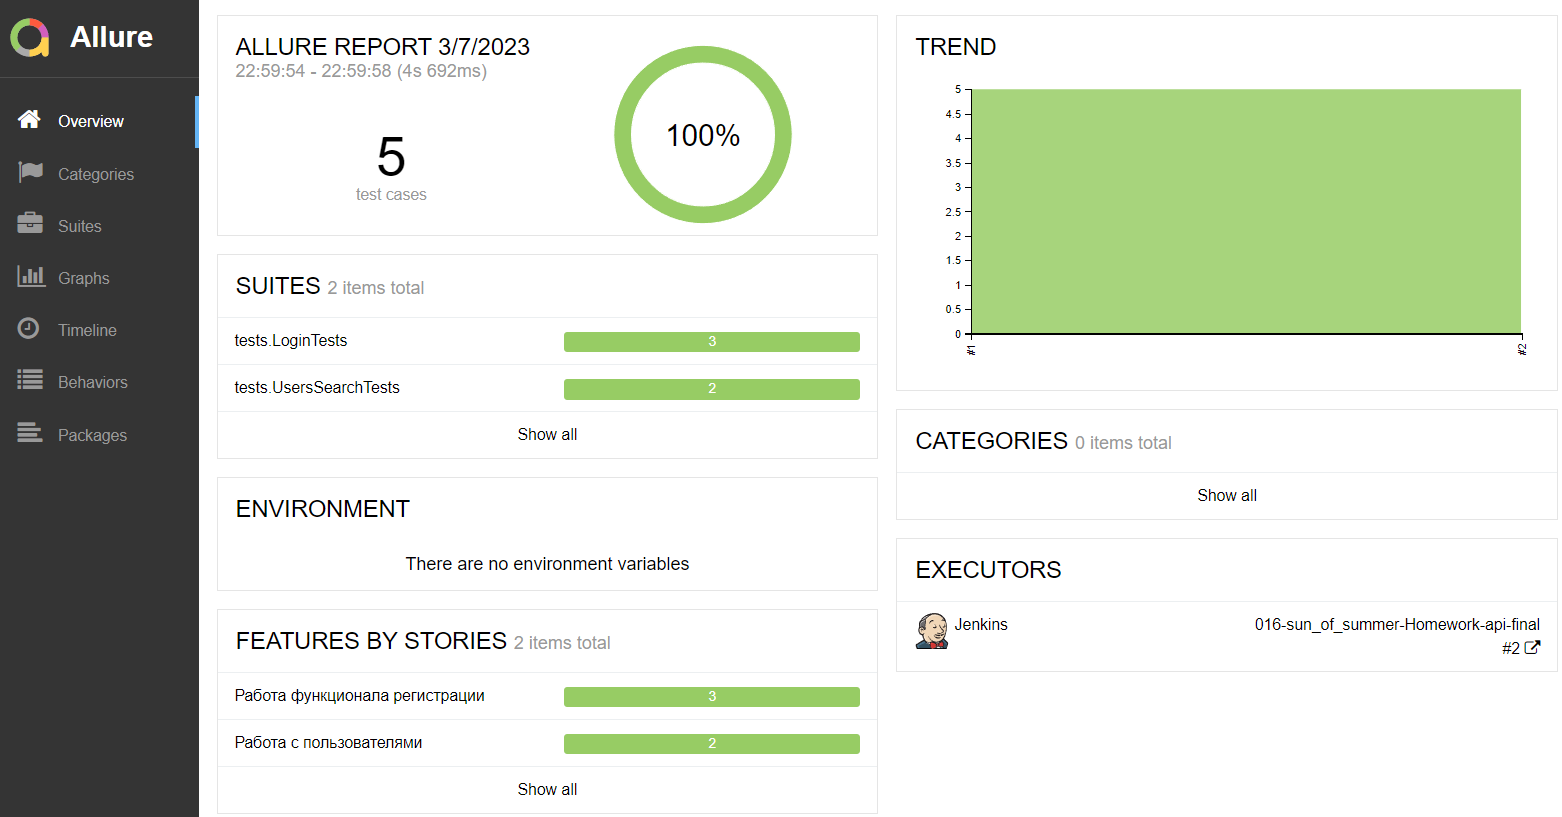 Allure
Overview
Categories
Suites
Graphs
Timeline
Behaviors
Packages
ALLURE REPORT 3/7/2023
22:59:54 - 22:59:58 (4s 692ms)
5
test cases
100%
SUITES 2 items total
tests.LoginTests 3
tests.UsersSearchTests 2
Show all
ENVIRONMENT
There are no environment variables
FEATURES BY STORIES 2 items total
Работа функционала регистрации 3
Работа с пользователями 2
Show all
TREND
5
4.5
4
3.5
3
2.5
2
1.5
1
0.5
0
#1 #2
CATEGORIES 0 items total
Show all
EXECUTORS
Jenkins 016-sun_of_summer-Homework-api-final
#2